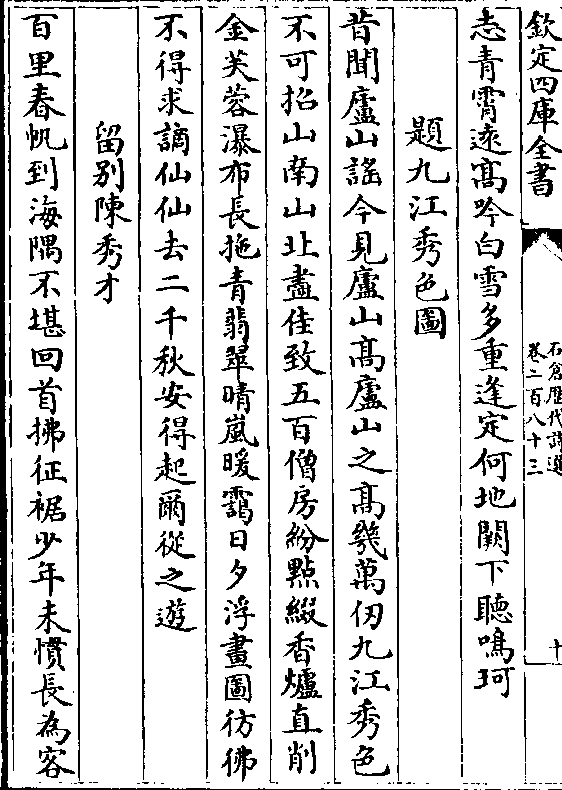 欽定四庫全書
石倉歷代詩選
卷二百八十三
十
志青霄遠髙吟白雪多重逢定何地闕下聽鳴珂
題九江秀色圖
昔聞廬山謡今見廬山髙廬山之髙幾萬仞九江秀色
不可招山南山北盡佳致五百僧房紛點綴香爐直削
金芙蓉瀑布長拖青翡翠晴嵐暖靄日夕浮畫圖彷彿
不得求謫仙仙去二千秋安得起爾從之遊
留别陳秀才
百里春帆到海隅不堪回首拂征裾少年未慣長為客